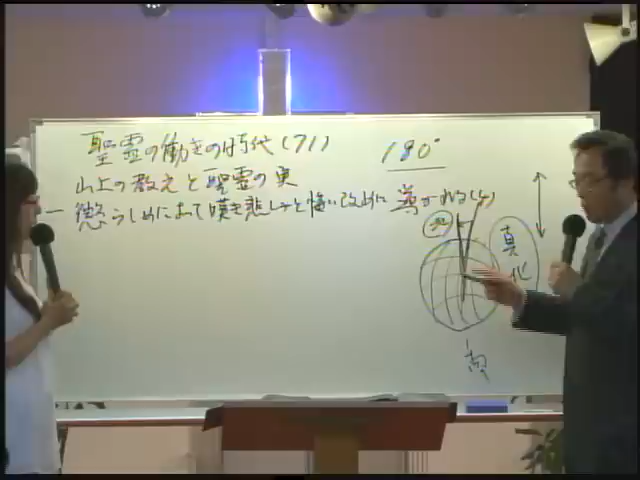 聖霊の働きの時代(71)
180°
山上の教えと聖霊の実
一懲らしめにあって嘆き悲しみと悔い改めに導かれる
真北
南